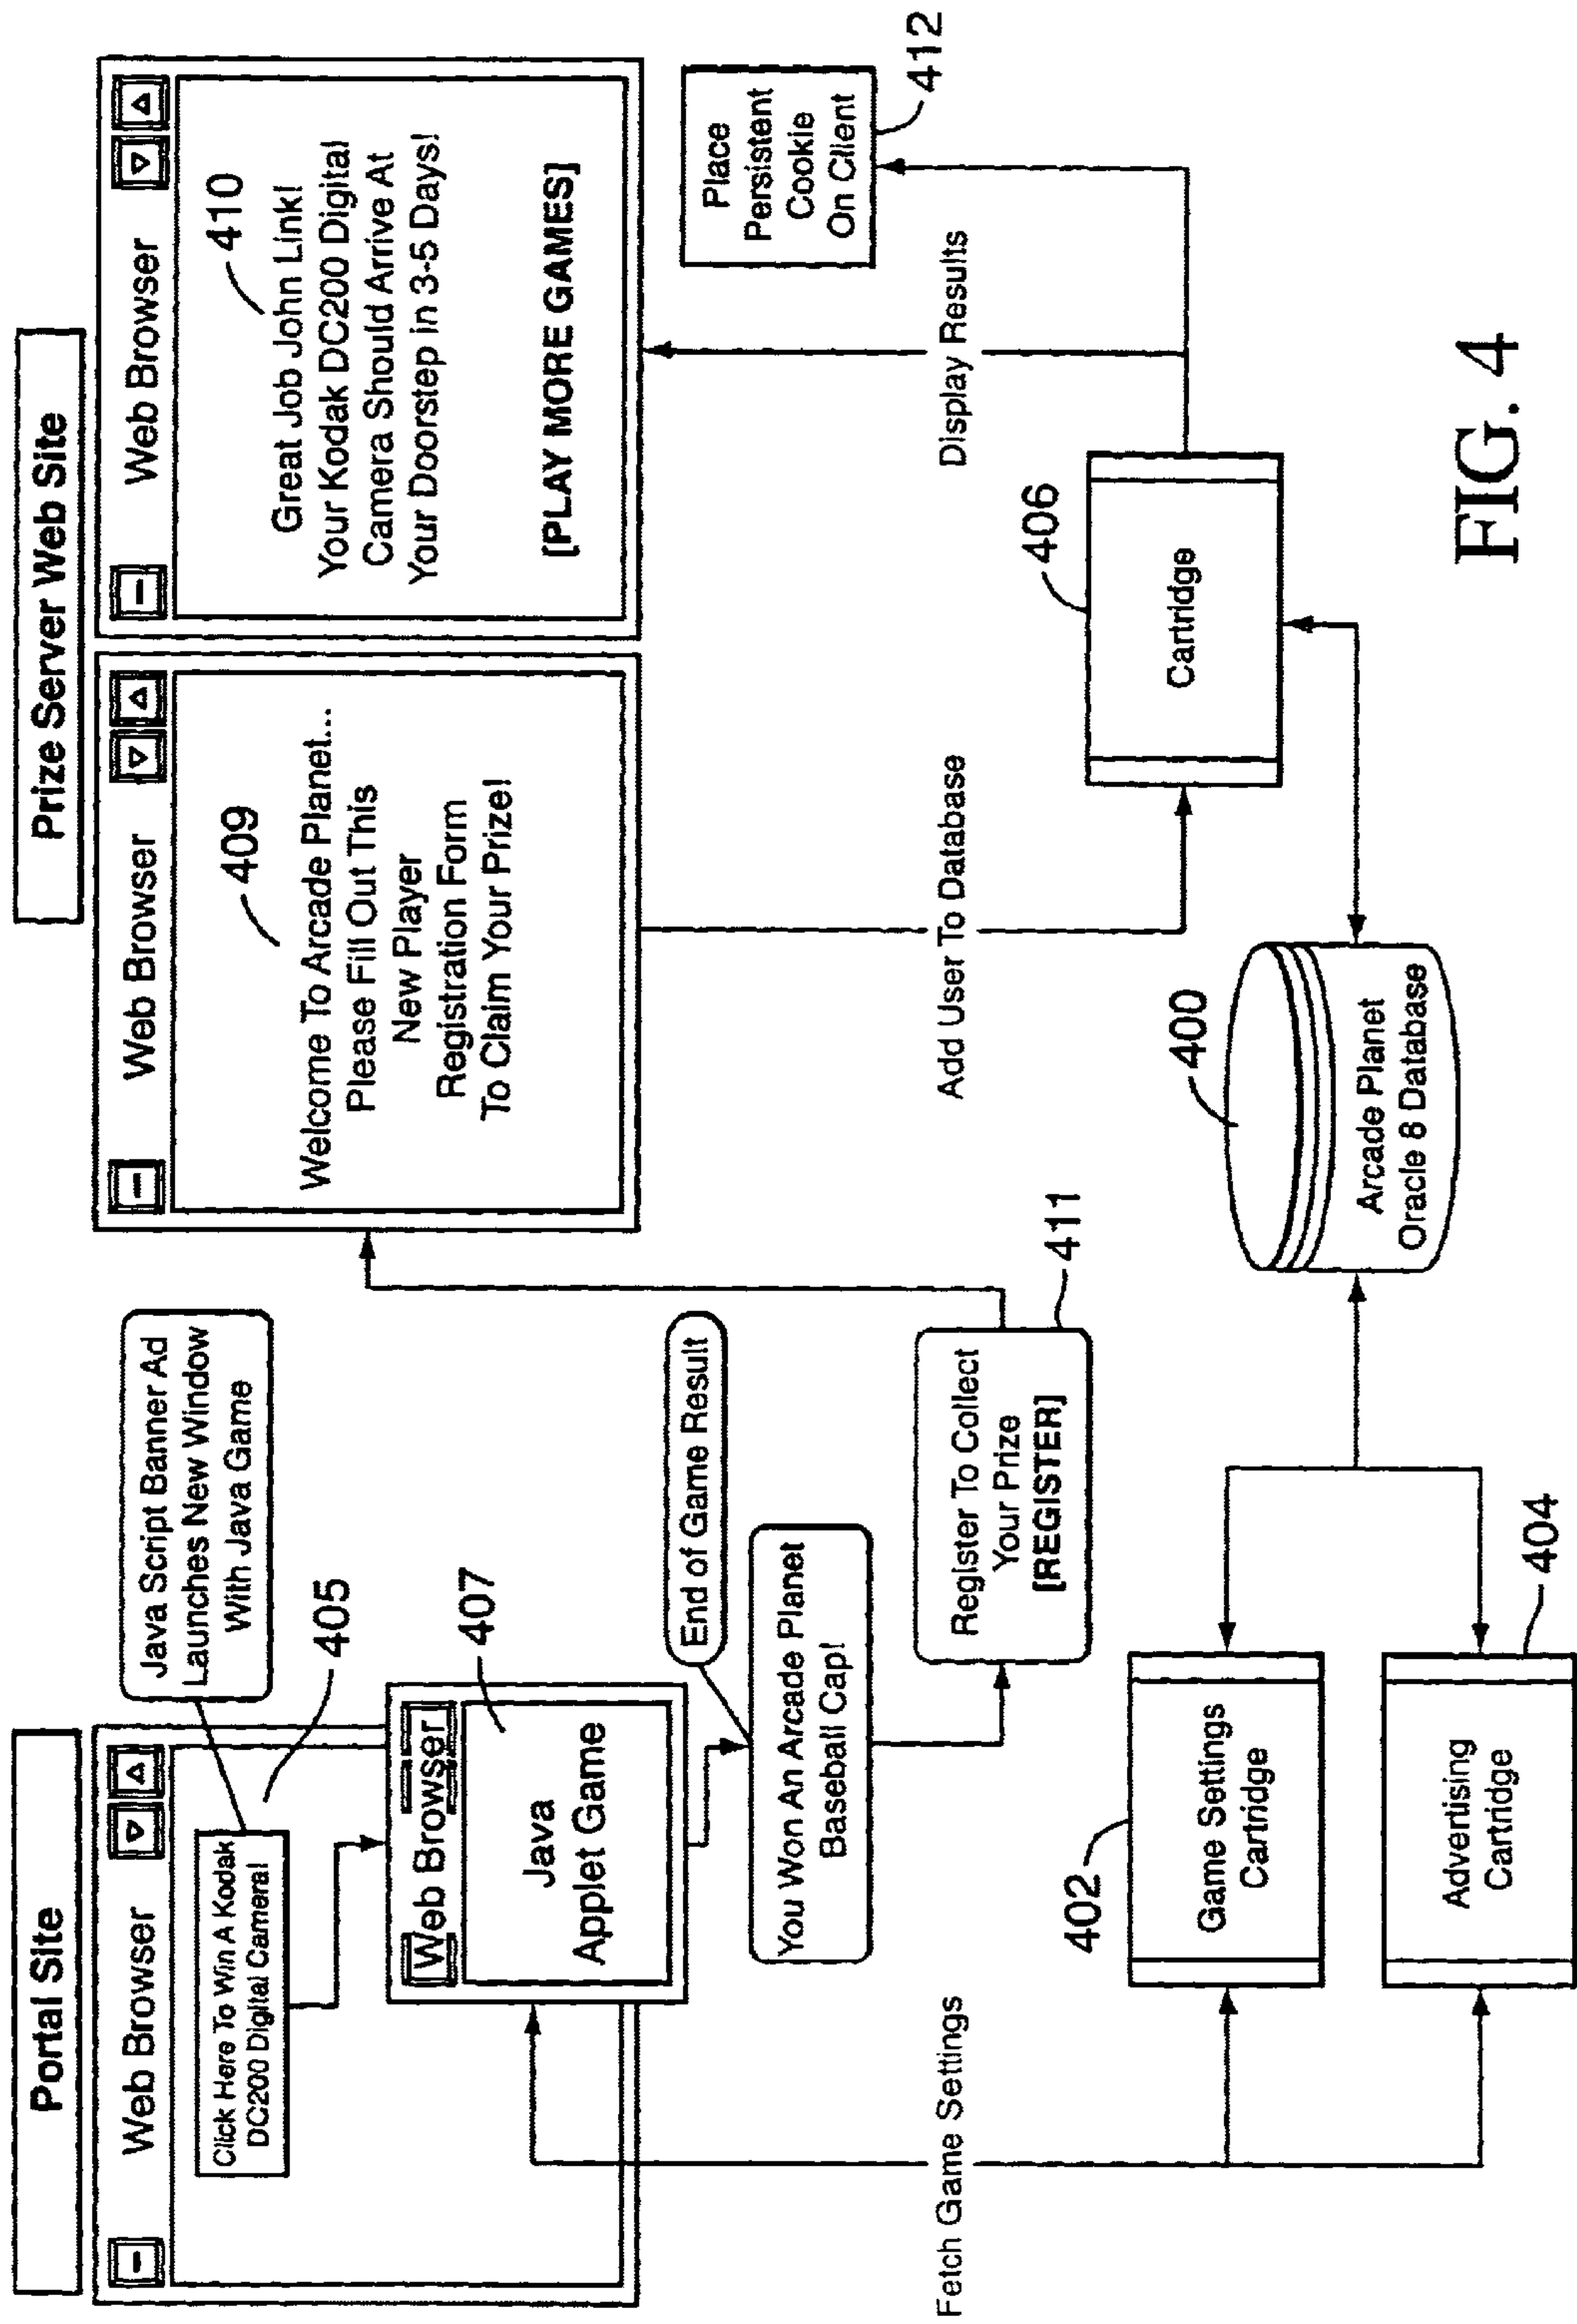 Portal Site
Web Browser
Click Here To Win A Kodak
DC200 Digital Camera!
Java Script Banner Ad
Launches New Window
With Java Game
405
Web Browser
Java
Applet Game
407
End of Game Result
You Won An Arcade Planet
Baseball Cap!
Register To Collect
Your Prize
[REGISTER]
411
Fetch Game Settings
402
Game Settings
Cartridge
Advertising
Cartridge
404
Prize Server Web Site
Web Browser
409
Welcome To Arcade Planet...
Please Fill Out This
New Player
Registration Form
To Claim Your Prize!
Web Browser
410
Great Job John Link!
Your Kodak DC200 Digital
Camera Should Arrive At
Your Doorstep in 3-5 Days!
[PLAY MORE GAMES]
Place
Persistent
Cookie
On Client
412
Add User To Database
Display Results
406
Cartridge
400
Arcade Planet
Oracle 8 Database
FIG. 4